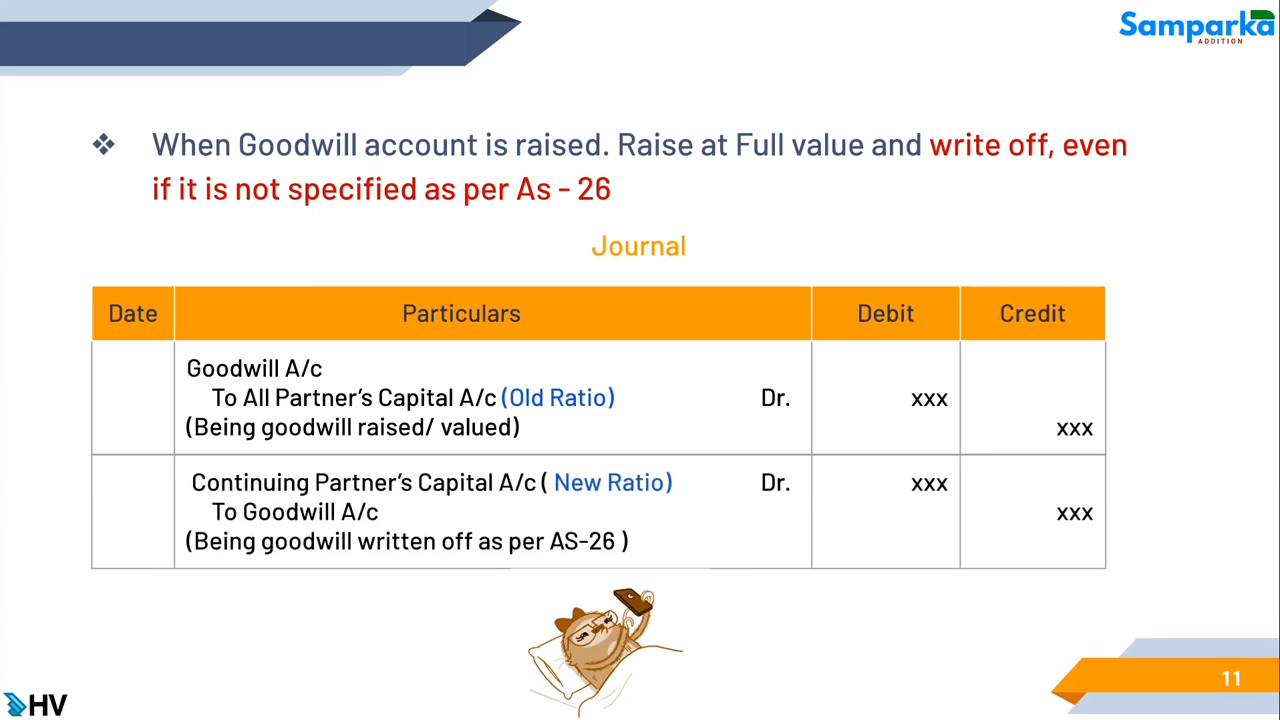 Samparka
ADDITION
❖ When Goodwill account is raised. Raise at Full value and write off, even
if it is not specified as per As - 26
Journal
Date Particulars Debit Credit
Goodwill A/c
To All Partner's Capital A/c (Old Ratio) Dr. xxx
(Being goodwill raised/ valued) xxx
Continuing Partner's Capital A/c ( New Ratio) Dr. xxx
To Goodwill A/c xxx
(Being goodwill written off as per AS-26 )
11
HV